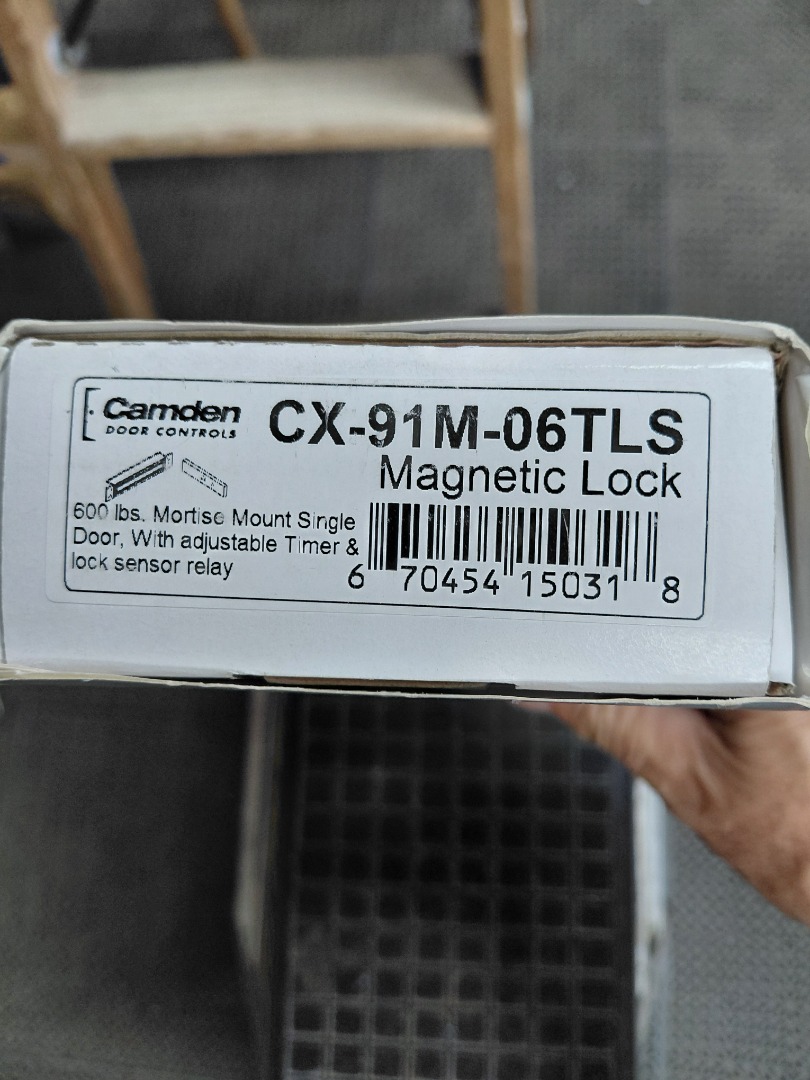 Camden
DOOR CONTROLS
CX-91M-06TLS
Magnetic Lock
600 lbs. Mortise Mount Single
Door, With adjustable Timer &
lock sensor relay
6 70454 15031 8